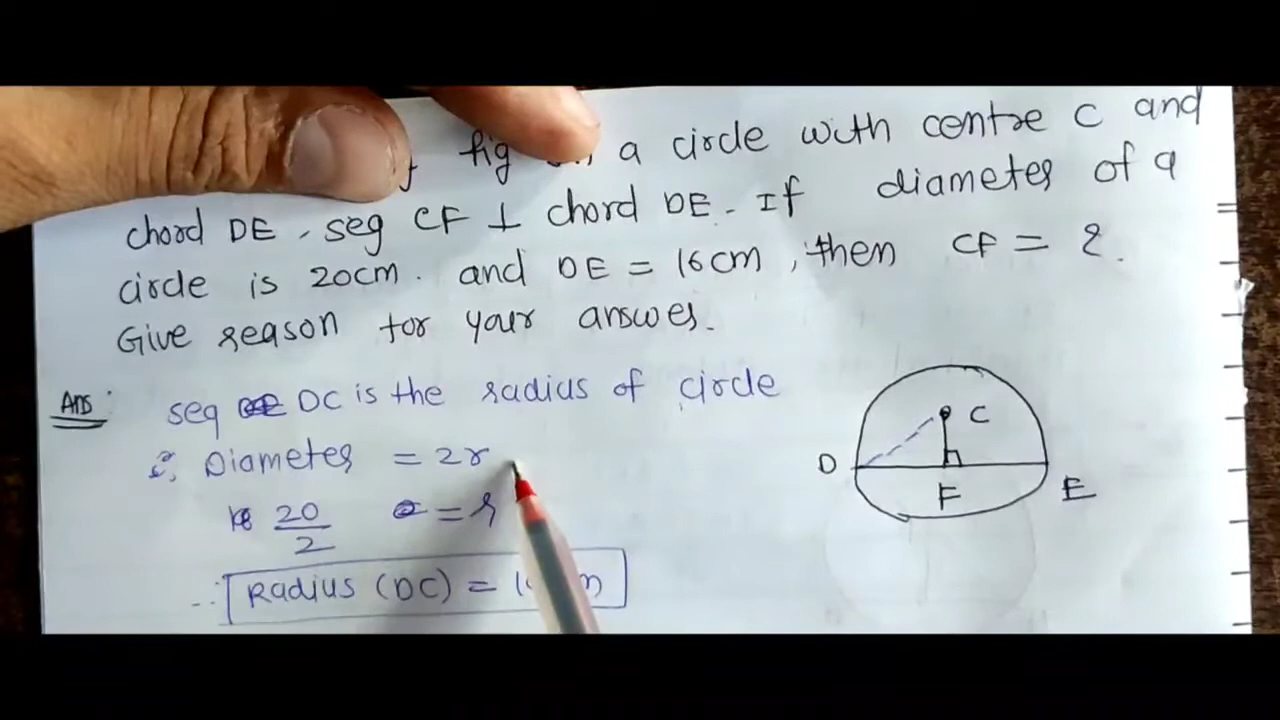 fig a circle with centre C and
chord DE. seg CF ⊥ chord DE. If diameter of a
circle is 20cm. and DE = 16cm, then CF = ?.
Give reason for your answer.
Ans: seg DC is the radius of circle
Diameter = 2r
20/2 = r
∴ Radius (DC) =
C
D
F
E